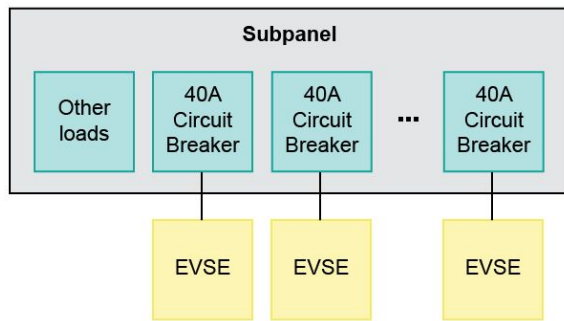 Subpanel
Other
loads
40A
Circuit
Breaker
40A
Circuit
Breaker
...
40A
Circuit
Breaker
EVSE
EVSE
EVSE